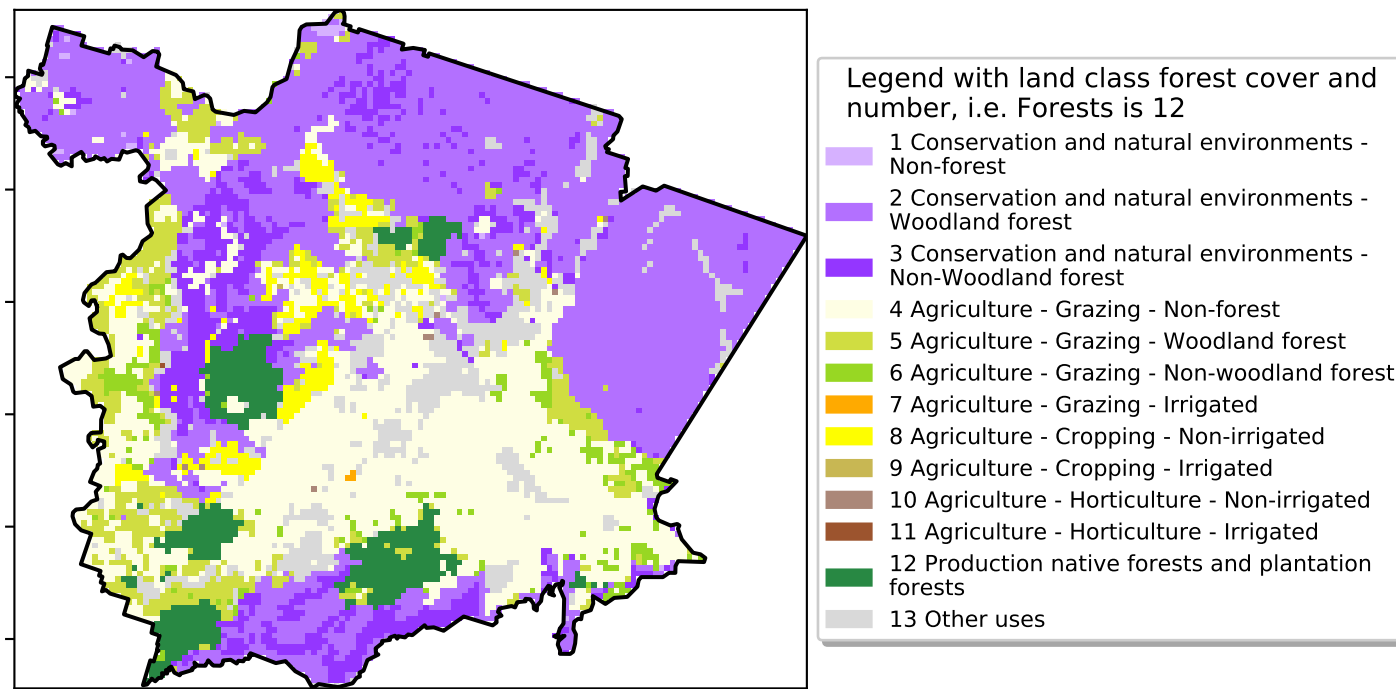 Legend with land class forest cover and
number, i.e. Forests is 12
1 Conservation and natural environments -
Non-forest
2 Conservation and natural environments -
Woodland forest
3 Conservation and natural environments -
Non-Woodland forest
4 Agriculture - Grazing - Non-forest
5 Agriculture - Grazing - Woodland forest
6 Agriculture - Grazing - Non-woodland forest
7 Agriculture - Grazing - Irrigated
8 Agriculture - Cropping - Non-irrigated
9 Agriculture - Cropping - Irrigated
10 Agriculture - Horticulture - Non-irrigated
11 Agriculture - Horticulture - Irrigated
12 Production native forests and plantation
forests
13 Other uses